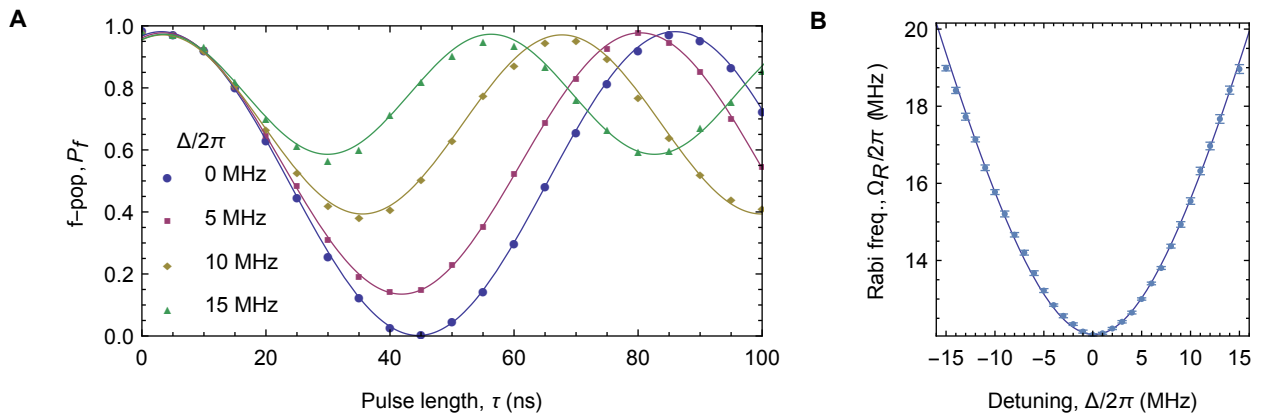 A
f-pop, P_f
1.0
0.8
0.6
0.4
0.2
0.0
Δ/2π
0 MHz
5 MHz
10 MHz
15 MHz
0 20 40 60 80 100
Pulse length, τ (ns)
B
Rabi freq., Ω_R/2π (MHz)
20
18
16
14
−15 −10 −5 0 5 10 15
Detuning, Δ/2π (MHz)